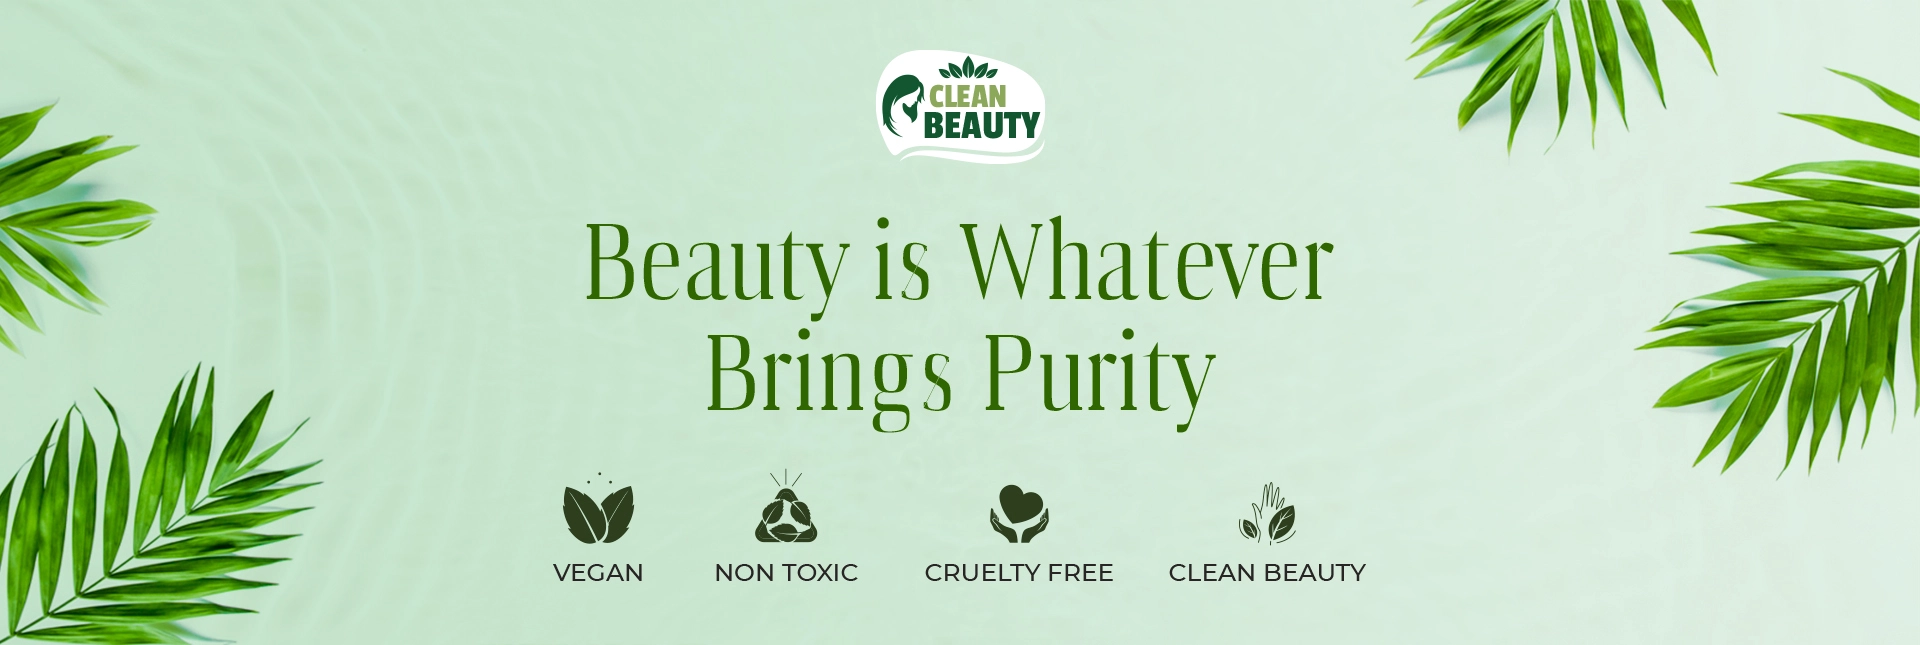 CLEAN
BEAUTY
Beauty is Whatever
Brings Purity
VEGAN
NON TOXIC
CRUELTY FREE
CLEAN BEAUTY